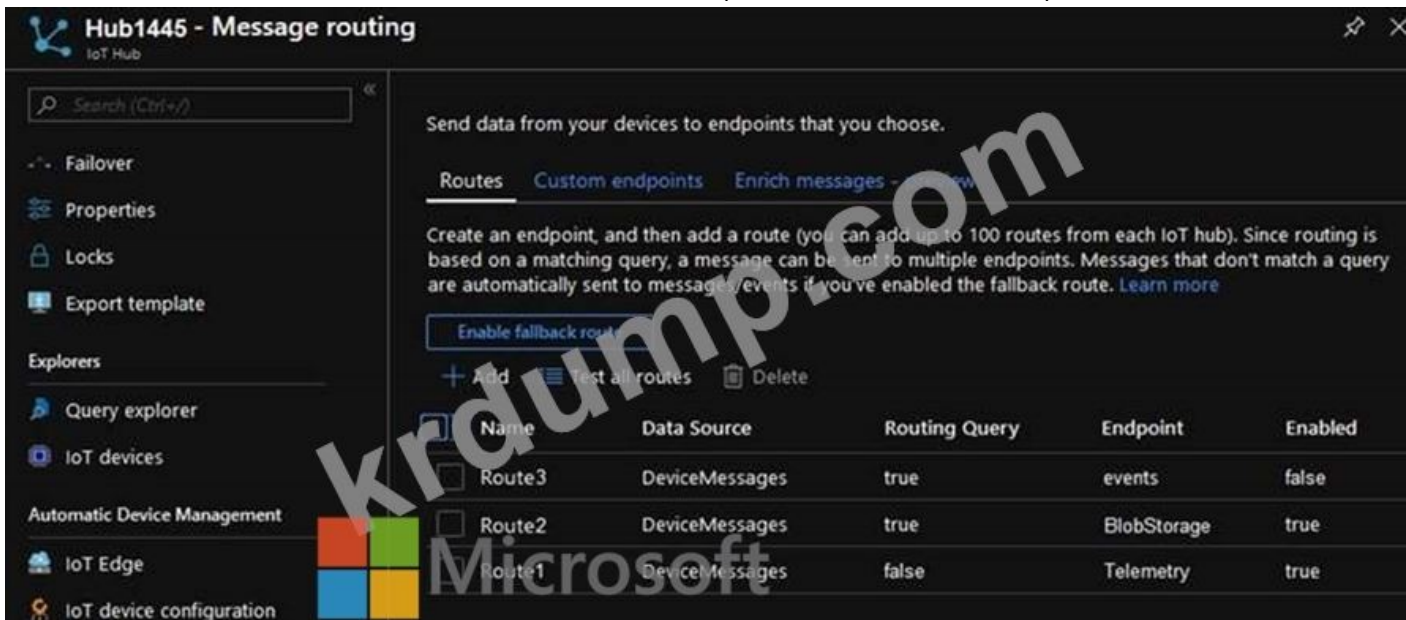 Hub1445 - Message routing
IoT Hub
Search (Ctrl+/)
Failover
Properties
Locks
Export template
Explorers
Query explorer
IoT devices
Automatic Device Management
IoT Edge
IoT device configuration
Send data from your devices to endpoints that you choose.
Routes Custom endpoints Enrich messages -
Create an endpoint, and then add a route (you can add up to 100 routes from each IoT hub). Since routing is
based on a matching query, a message can be sent to multiple endpoints. Messages that don't match a query
are automatically sent to messages/events if you've enabled the fallback route. Learn more
Enable fallback route
+ Add Test all routes Delete
Name Data Source Routing Query Endpoint Enabled
Route3 DeviceMessages true events false
Route2 DeviceMessages true BlobStorage true
Route1 DeviceMessages false Telemetry true
krdump.com
Microsoft